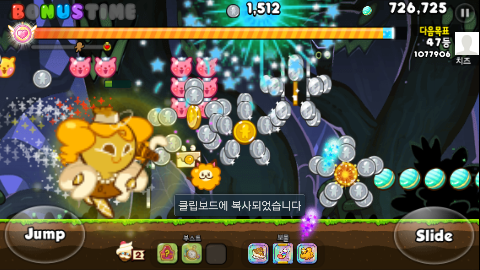 BONUSTIME
1,512
726,725
다음목표
47등
1077906
치즈
클립보드에 복사되었습니다
Jump
Slide
2
부스트
보물